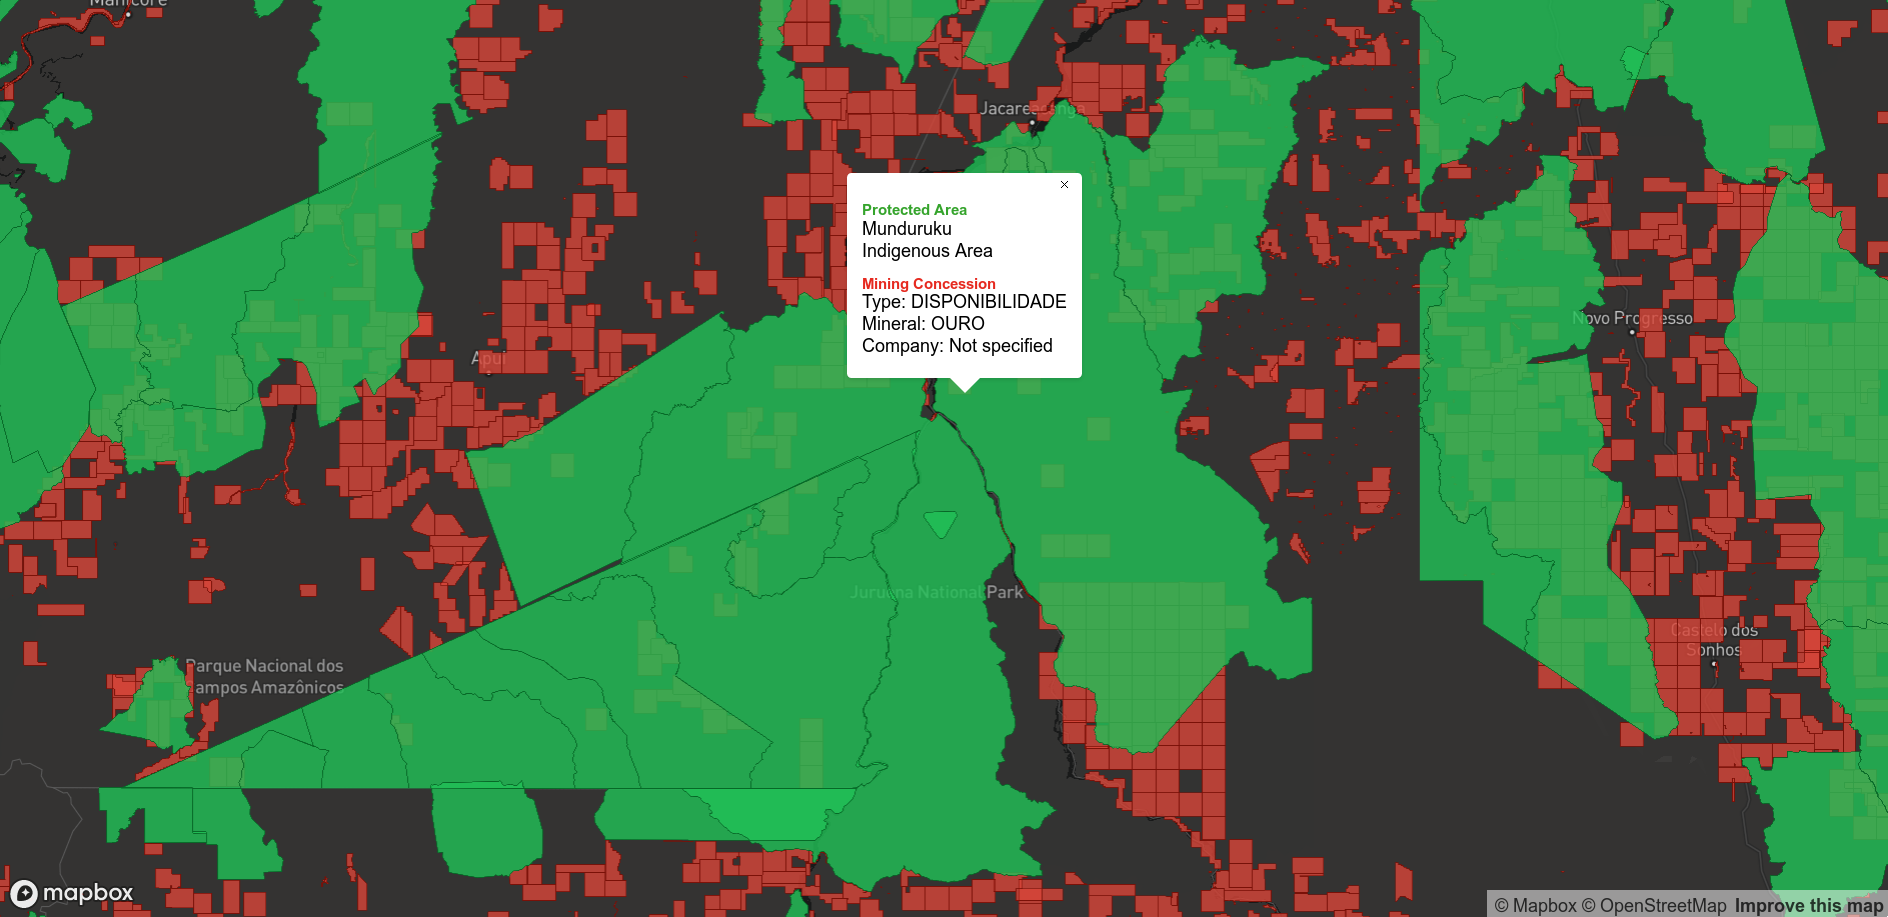 Manicoré
Jacareacanga
×
Protected Area
Munduruku
Indigenous Area
Mining Concession
Type: DISPONIBILIDADE
Mineral: OURO
Company: Not specified
Novo Progresso
Apuí
Juruena National Park
Castelo dos
Sonhos
Parque Nacional dos
Campos Amazônicos
mapbox
© Mapbox © OpenStreetMap Improve this map